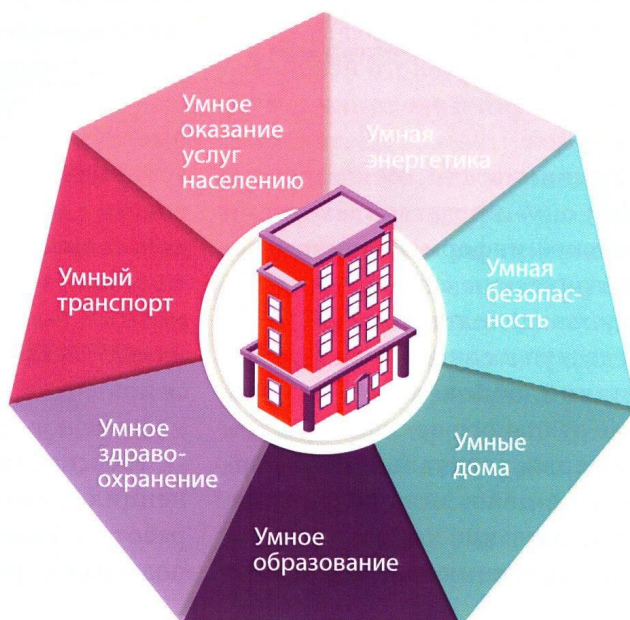 Умное
оказание
услуг
населению
Умная
энергетика
Умный
транспорт
Умная
безопас-
ность
Умное
здраво-
охранение
Умные
дома
Умное
образование